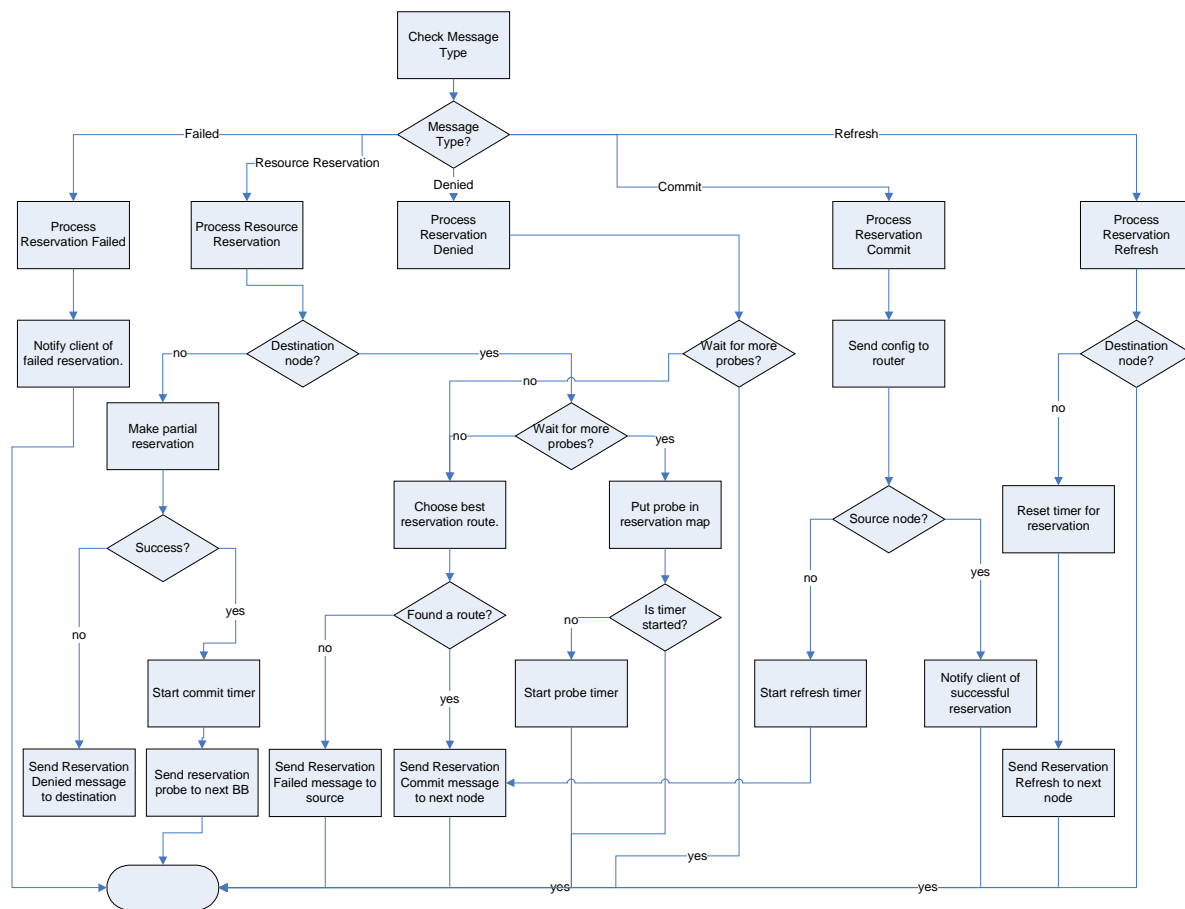 Check Message
Type
Message
Type?
Failed
Refresh
Resource Reservation
Denied
Commit
Process
Reservation Failed
Process Resource
Reservation
Process
Reservation
Denied
Process
Reservation
Commit
Process
Reservation
Refresh
Notify client of
failed reservation.
Destination
node?
Wait for more
probes?
Send config to
router
Destination
node?
no
yes
no
no
Make partial
reservation
Wait for more
probes?
no
yes
Choose best
reservation route.
Put probe in
reservation map
Source node?
Reset timer for
reservation
Success?
no
yes
yes
no
Found a route?
Is timer
started?
no
no
yes
Start commit timer
Start probe timer
Start refresh timer
Notify client of
successful
reservation
yes
Send Reservation
Denied message
to destination
Send reservation
probe to next BB
Send Reservation
Failed message to
source
Send Reservation
Commit message
to next node
Send Reservation
Refresh to next
node
yes
yes
yes